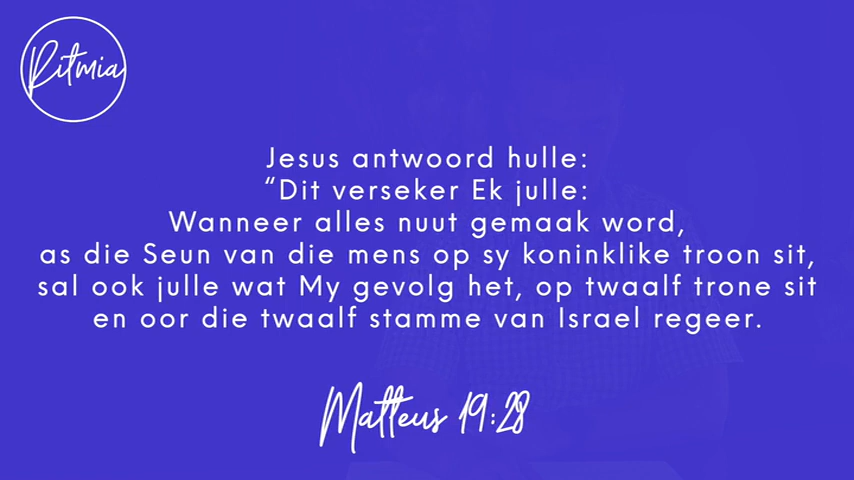 Ritmia
Jesus antwoord hulle:
“Dit verseker Ek julle:
Wanneer alles nuut gemaak word,
as die Seun van die mens op sy koninklike troon sit,
sal ook julle wat My gevolg het, op twaalf trone sit
en oor die twaalf stamme van Israel regeer.
Matteus 19:28